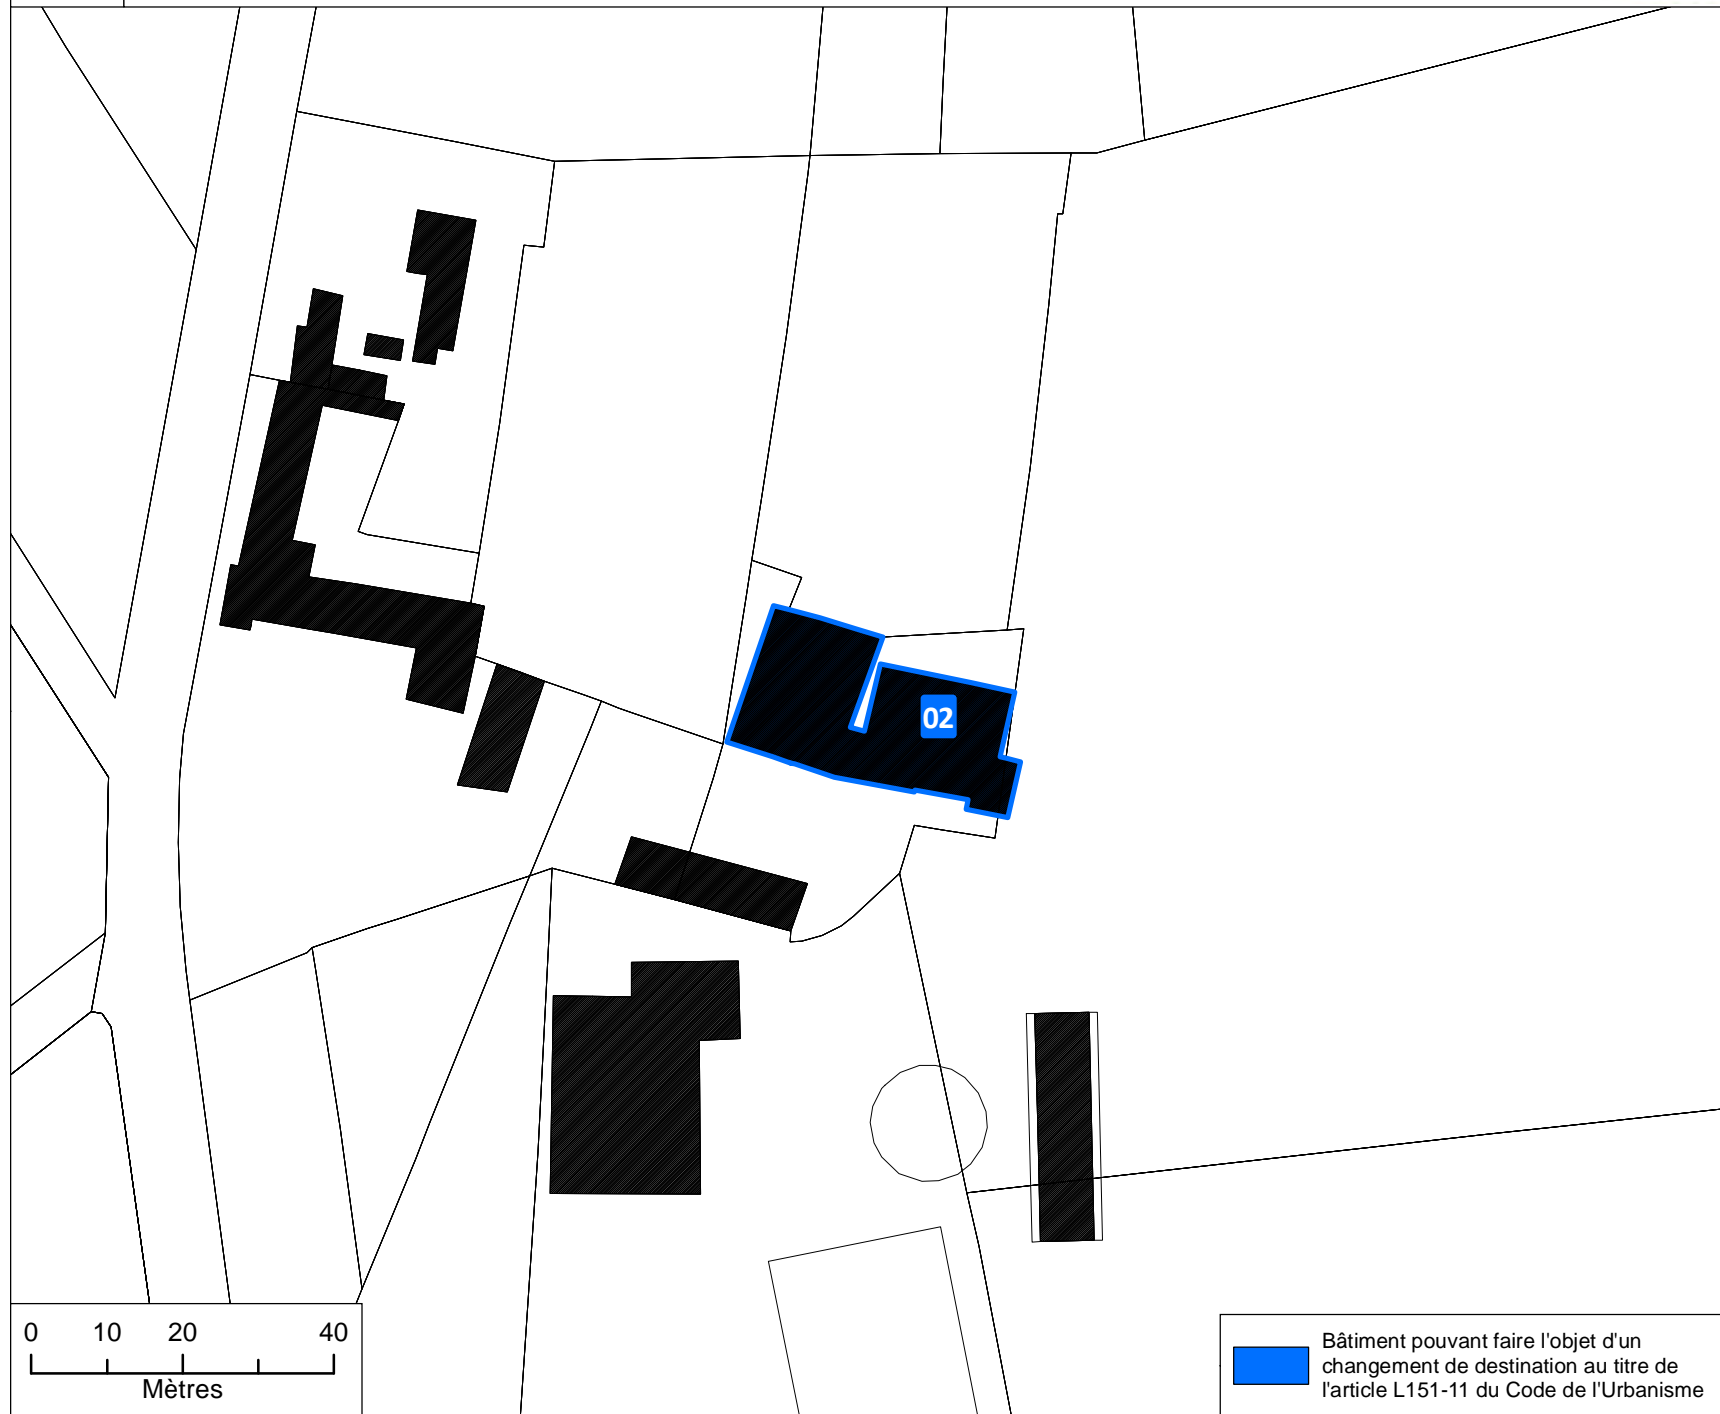 02
0 10 20 40
Mètres
Bâtiment pouvant faire l'objet d'un
changement de destination au titre de
l'article L151-11 du Code de l'Urbanisme